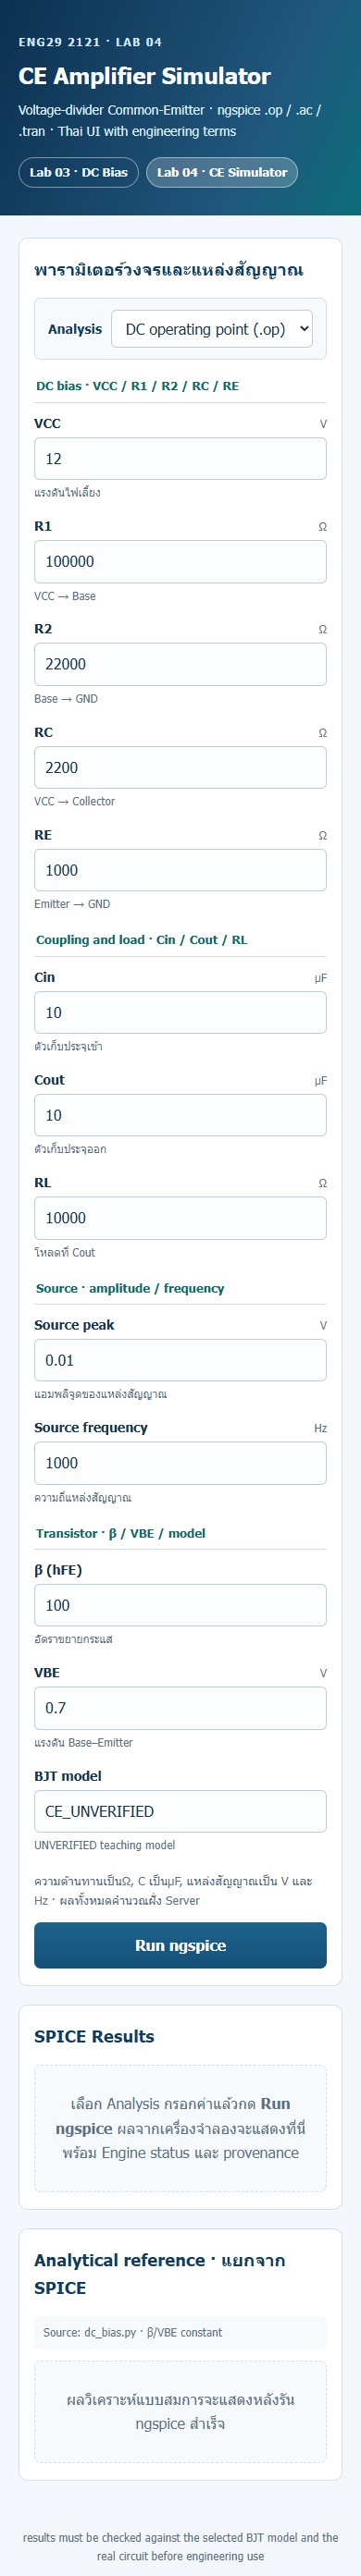 ENG29 2121 · LAB 04
CE Amplifier Simulator
Voltage-divider Common-Emitter · ngspice .op / .ac /
.tran · Thai UI with engineering terms
Lab 03 · DC Bias
Lab 04 · CE Simulator
พารามิเตอร์วงจรและแหล่งสัญญาณ
Analysis
DC operating point (.op)
DC bias · VCC / R1 / R2 / RC / RE
VCC V
12
แรงดันไฟเลี้ยง
R1 Ω
100000
VCC → Base
R2 Ω
22000
Base → GND
RC Ω
2200
VCC → Collector
RE Ω
1000
Emitter → GND
Coupling and load · Cin / Cout / RL
Cin µF
10
ตัวเก็บประจุเข้า
Cout µF
10
ตัวเก็บประจุออก
RL Ω
10000
โหลดที่ Cout
Source · amplitude / frequency
Source peak V
0.01
แอมพลิจูดของแหล่งสัญญาณ
Source frequency Hz
1000
ความถี่แหล่งสัญญาณ
Transistor · β / VBE / model
β (hFE)
100
อัตราขยายกระแส
VBE V
0.7
แรงดัน Base–Emitter
BJT model
CE_UNVERIFIED
UNVERIFIED teaching model
ความต้านทานเป็นΩ, C เป็นµF, แหล่งสัญญาณเป็น V และ
Hz · ผลทั้งหมดคำนวณฝั่ง Server
Run ngspice
SPICE Results
เลือก Analysis กรอกค่าแล้วกด Run
ngspice ผลจากเครื่องจำลองจะแสดงที่นี่
พร้อม Engine status และ provenance
Analytical reference · แยกจาก
SPICE
Source: dc_bias.py · β/VBE constant
ผลวิเคราะห์แบบสมการจะแสดงหลังรัน
ngspice สำเร็จ
results must be checked against the selected BJT model and the
real circuit before engineering use